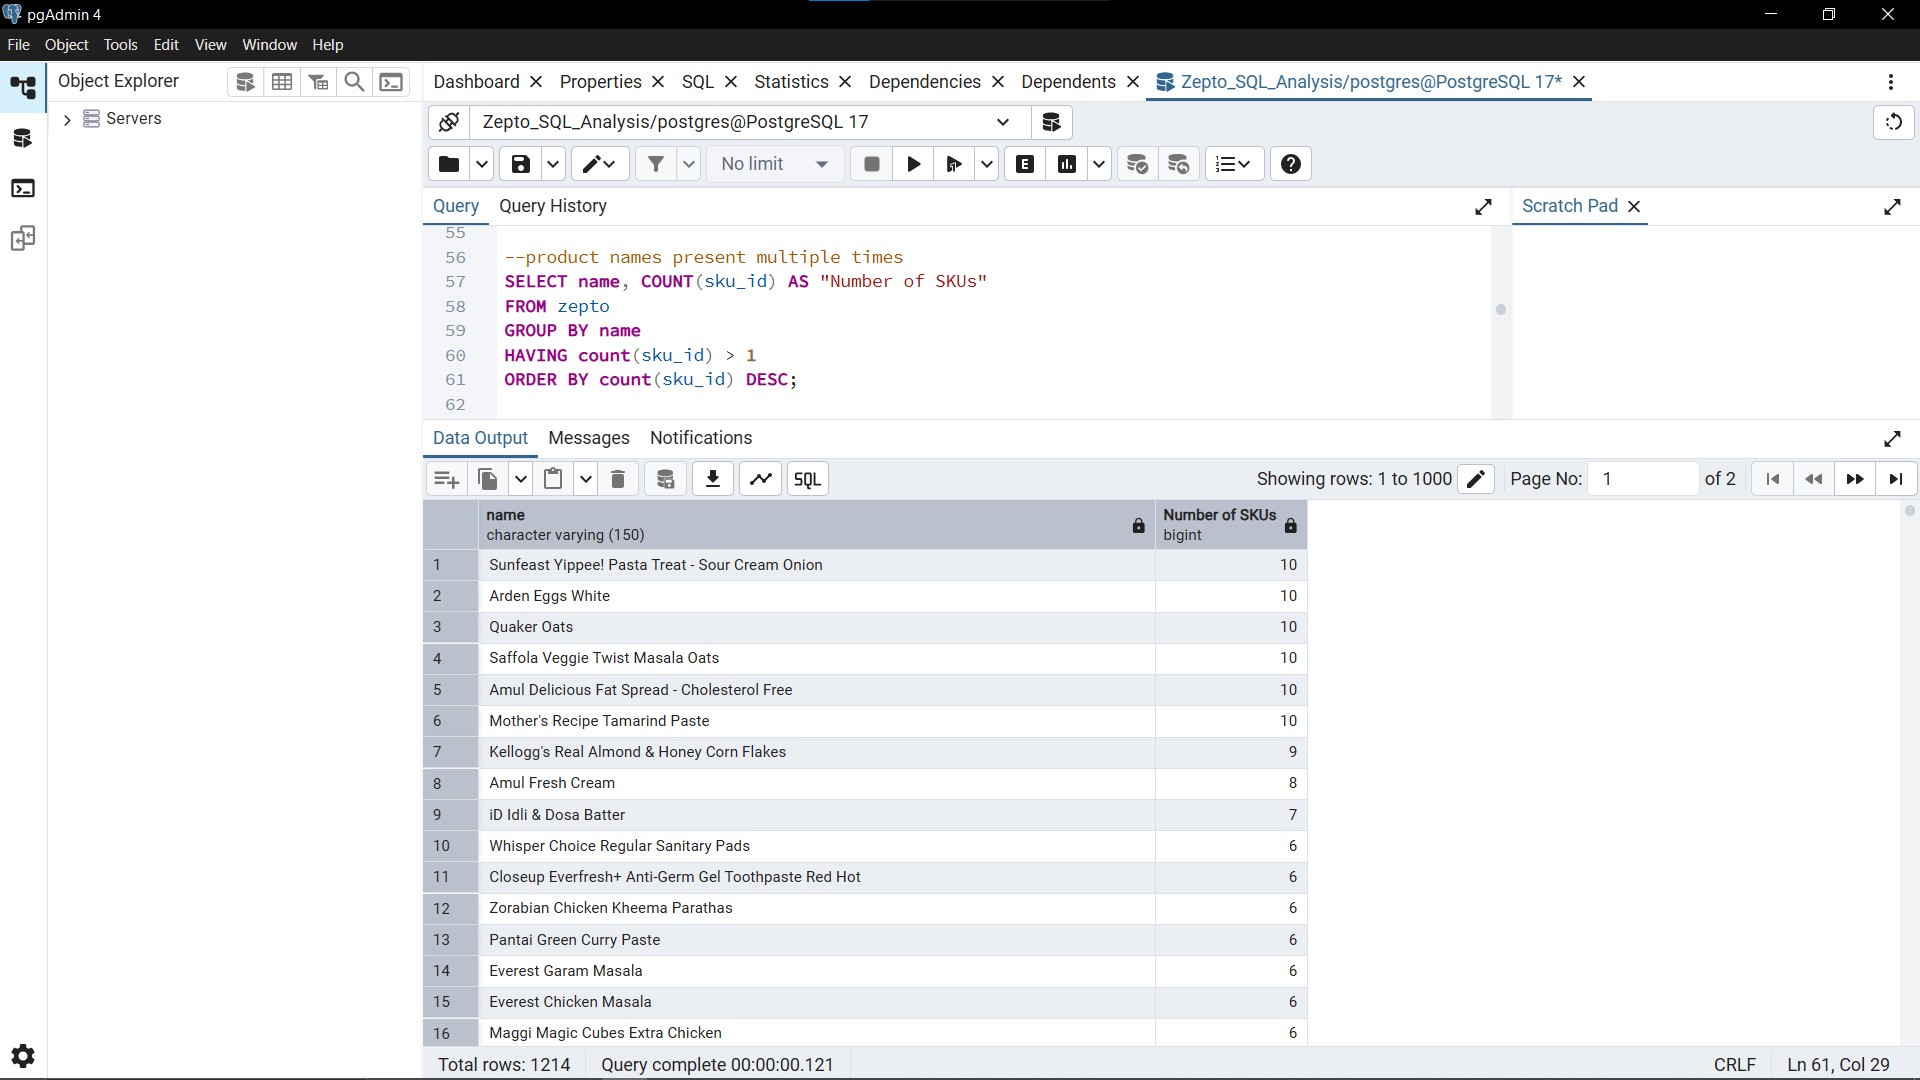 pgAdmin 4
File Object Tools Edit View Window Help
Object Explorer
Servers
Dashboard Properties SQL Statistics Dependencies Dependents Zepto_SQL_Analysis/postgres@PostgreSQL 17*
Zepto_SQL_Analysis/postgres@PostgreSQL 17
No limit E
Query Query History Scratch Pad
55
56 --product names present multiple times
57 SELECT name, COUNT(sku_id) AS "Number of SKUs"
58 FROM zepto
59 GROUP BY name
60 HAVING count(sku_id) > 1
61 ORDER BY count(sku_id) DESC;
62
Data Output Messages Notifications
SQL Showing rows: 1 to 1000 Page No: 1 of 2
name Number of SKUs
character varying (150) bigint
1 Sunfeast Yippee! Pasta Treat - Sour Cream Onion 10
2 Arden Eggs White 10
3 Quaker Oats 10
4 Saffola Veggie Twist Masala Oats 10
5 Amul Delicious Fat Spread - Cholesterol Free 10
6 Mother's Recipe Tamarind Paste 10
7 Kellogg's Real Almond & Honey Corn Flakes 9
8 Amul Fresh Cream 8
9 iD Idli & Dosa Batter 7
10 Whisper Choice Regular Sanitary Pads 6
11 Closeup Everfresh+ Anti-Germ Gel Toothpaste Red Hot 6
12 Zorabian Chicken Kheema Parathas 6
13 Pantai Green Curry Paste 6
14 Everest Garam Masala 6
15 Everest Chicken Masala 6
16 Maggi Magic Cubes Extra Chicken 6
Total rows: 1214 Query complete 00:00:00.121 CRLF Ln 61, Col 29